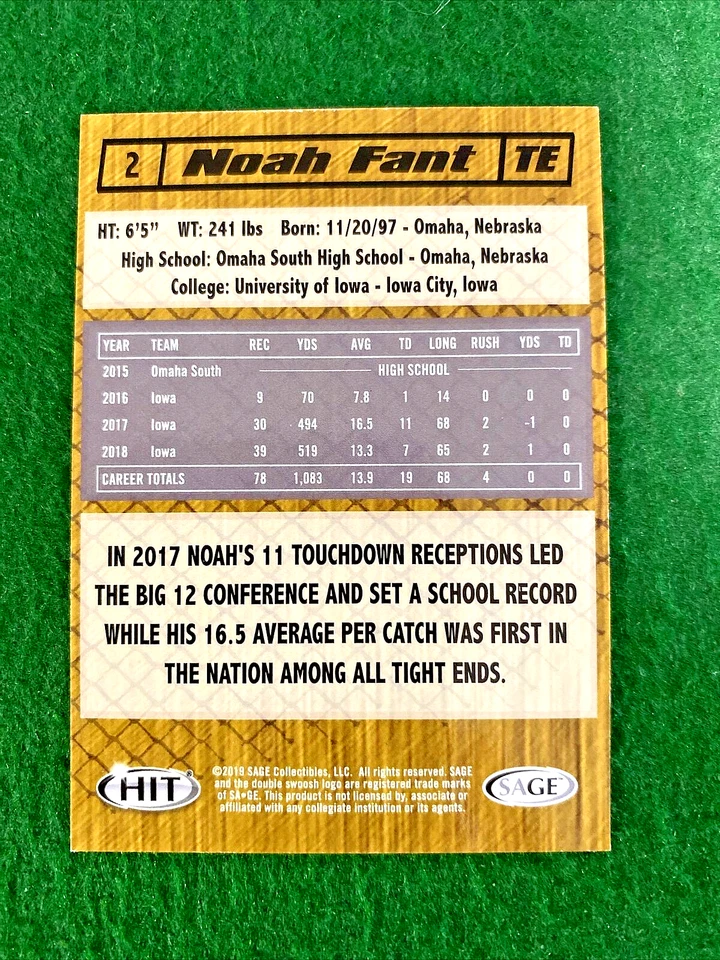 2 Noah Fant TE
HT: 6'5" WT: 241 lbs Born: 11/20/97 - Omaha, Nebraska
High School: Omaha South High School - Omaha, Nebraska
College: University of Iowa - Iowa City, Iowa
YEAR TEAM REC YDS AVG TD LONG RUSH YDS TD
2015 Omaha South HIGH SCHOOL
2016 Iowa 9 70 7.8 1 14 0 0 0
2017 Iowa 30 494 16.5 11 68 2 -1 0
2018 Iowa 39 519 13.3 7 65 2 1 0
CAREER TOTALS 78 1,083 13.9 19 68 4 0 0
IN 2017 NOAH'S 11 TOUCHDOWN RECEPTIONS LED
THE BIG 12 CONFERENCE AND SET A SCHOOL RECORD
WHILE HIS 16.5 AVERAGE PER CATCH WAS FIRST IN
THE NATION AMONG ALL TIGHT ENDS.
HIT®
©2019 SAGE Collectibles, LLC. All rights reserved. SAGE
and the double swoosh logo are registered trade marks
of SA•GE. This product is not licensed by, associate or
affiliated with any collegiate institution or its agents.
SAGE